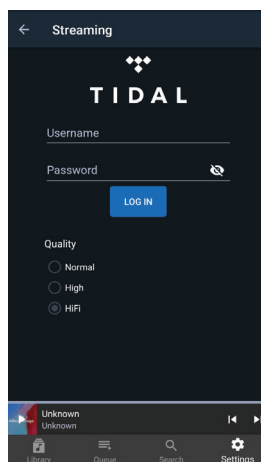 Streaming
TIDAL
Username
Password
LOG IN
Quality
Normal
High
HiFi
Unknown
Unknown
Library
Queue
Search
Settings